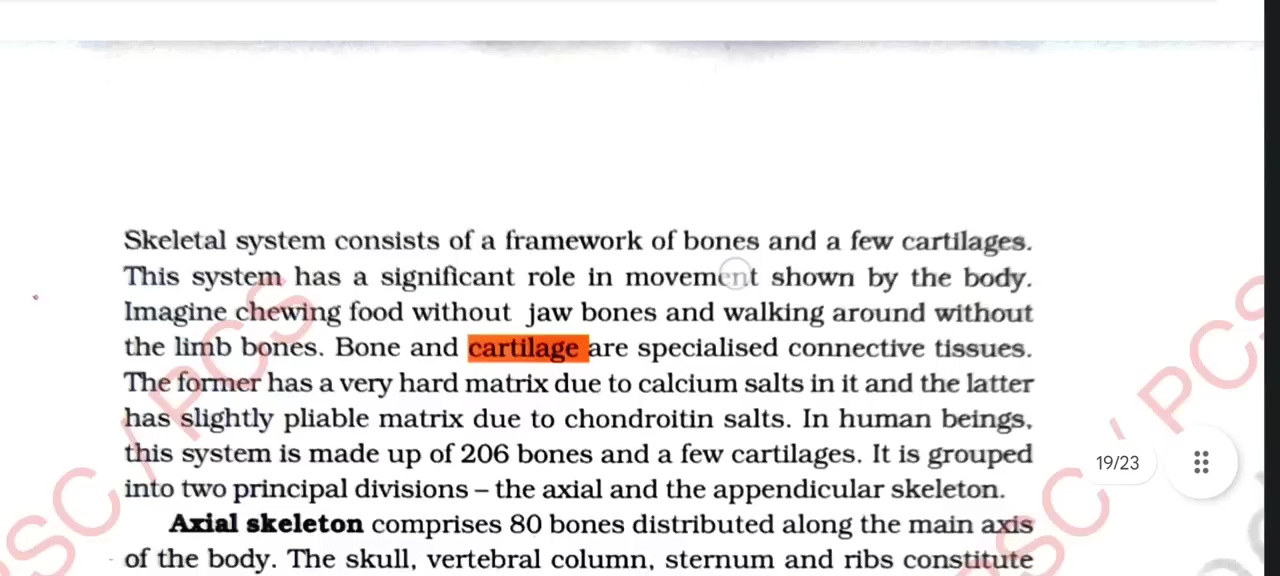 Skeletal system consists of a framework of bones and a few cartilages.
This system has a significant role in movement shown by the body.
Imagine chewing food without jaw bones and walking around without
the limb bones. Bone and cartilage are specialised connective tissues.
The former has a very hard matrix due to calcium salts in it and the latter
has slightly pliable matrix due to chondroitin salts. In human beings,
this system is made up of 206 bones and a few cartilages. It is grouped
into two principal divisions – the axial and the appendicular skeleton.
Axial skeleton comprises 80 bones distributed along the main axis
of the body. The skull, vertebral column, sternum and ribs constitute
19/23
SC / PCS
SC / PCS